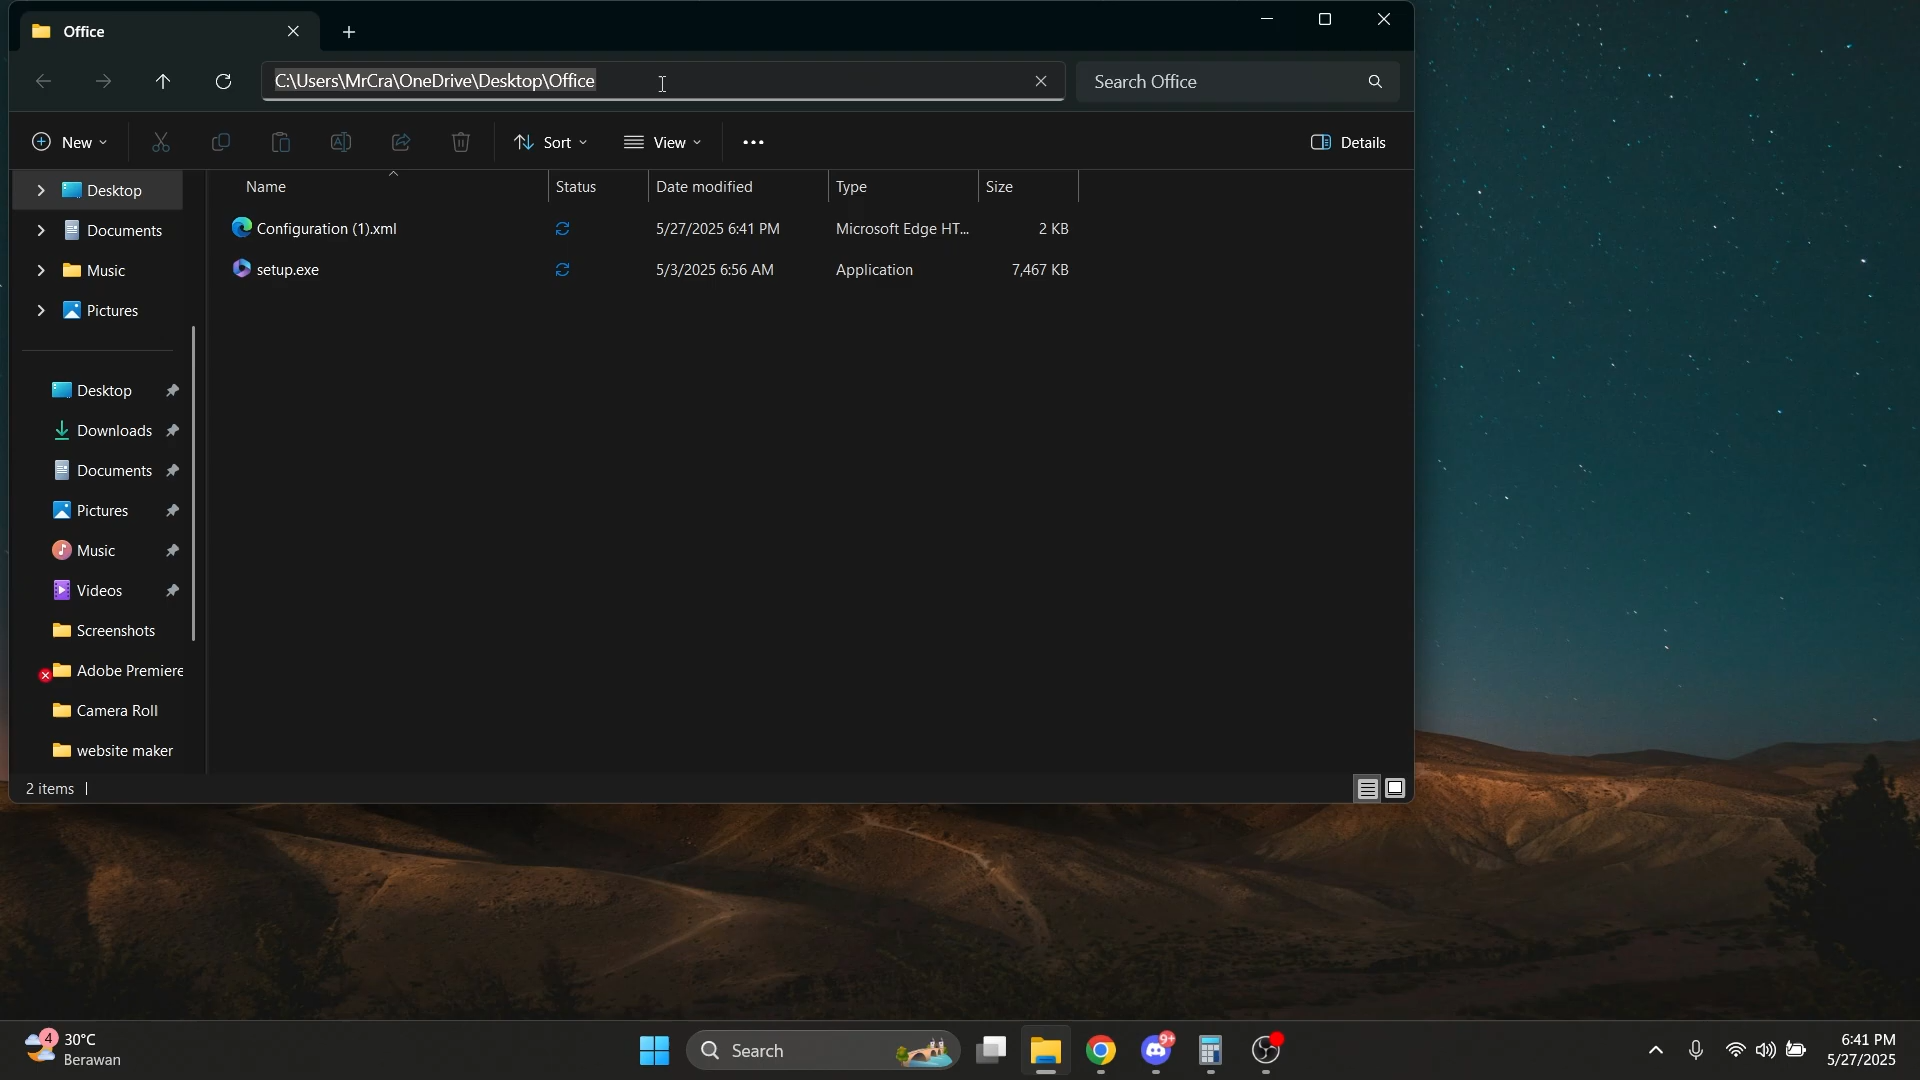 Office
C:\Users\MrCra\OneDrive\Desktop\Office
Search Office
New
Sort
View
Details
Name Status Date modified Type Size
Configuration (1).xml 5/27/2025 6:41 PM Microsoft Edge HT... 2 KB
setup.exe 5/3/2025 6:56 AM Application 7,467 KB
Desktop
Documents
Music
Pictures
Desktop
Downloads
Documents
Pictures
Music
Videos
Screenshots
Adobe Premiere
Camera Roll
website maker
2 items
4
30°C
Berawan
Search
9+
6:41 PM
5/27/2025